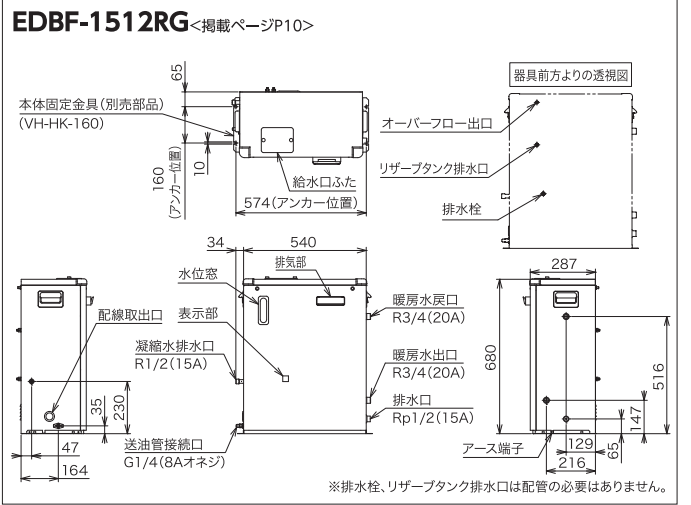 EDBF-1512RG<掲載ページP10>
65
本体固定金具(別売部品)
(VH-HK-160)
160
(アンカー位置)
10
給水口ふた
574(アンカー位置)
器具前方よりの透視図
オーバーフロー出口
リザーブタンク排水口
排水栓
34
540
水位窓
排気部
287
配線取出口
表示部
暖房水戻口
R3/4(20A)
凝縮水排水口
R1/2(15A)
暖房水出口
R3/4(20A)
680
516
排水口
Rp1/2(15A)
35
230
147
47
164
送油管接続口
G1/4(8Aオネジ)
アース端子
129
65
216
※排水栓、リザーブタンク排水口は配管の必要はありません。